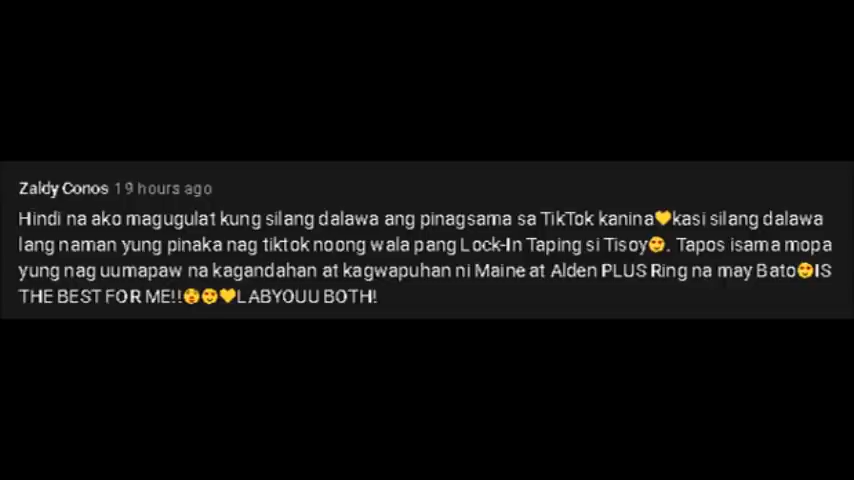 Zaldy Conos 19 hours ago
Hindi na ako magugulat kung silang dalawa ang pinagsama sa TikTok kanina💛kasi silang dalawa
lang naman yung pinaka nag tiktok noong wala pang Lock-In Taping si Tisoy😍. Tapos isama mopa
yung nag uumapaw na kagandahan at kagwapuhan ni Maine at Alden PLUS Ring na may Bato😍IS
THE BEST FOR ME!!😲😍💛LABYOUU BOTH!